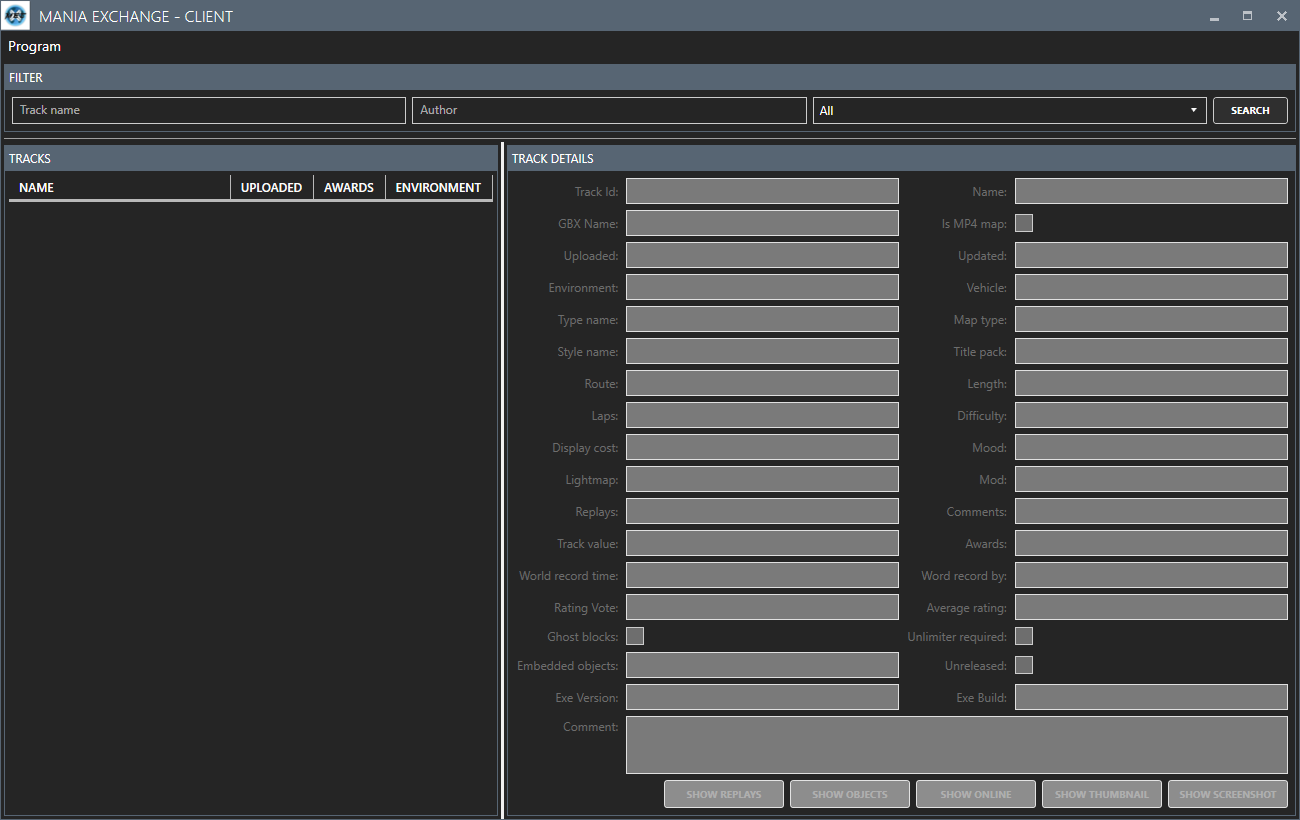 MANIA EXCHANGE - CLIENT
Program
FILTER
Track name Author All SEARCH
TRACKS
NAME UPLOADED AWARDS ENVIRONMENT
TRACK DETAILS
Track Id: Name:
GBX Name: Is MP4 map:
Uploaded: Updated:
Environment: Vehicle:
Type name: Map type:
Style name: Title pack:
Route: Length:
Laps: Difficulty:
Display cost: Mood:
Lightmap: Mod:
Replays: Comments:
Track value: Awards:
World record time: Word record by:
Rating Vote: Average rating:
Ghost blocks: Unlimiter required:
Embedded objects: Unreleased:
Exe Version: Exe Build:
Comment:
SHOW REPLAYS SHOW OBJECTS SHOW ONLINE SHOW THUMBNAIL SHOW SCREENSHOT